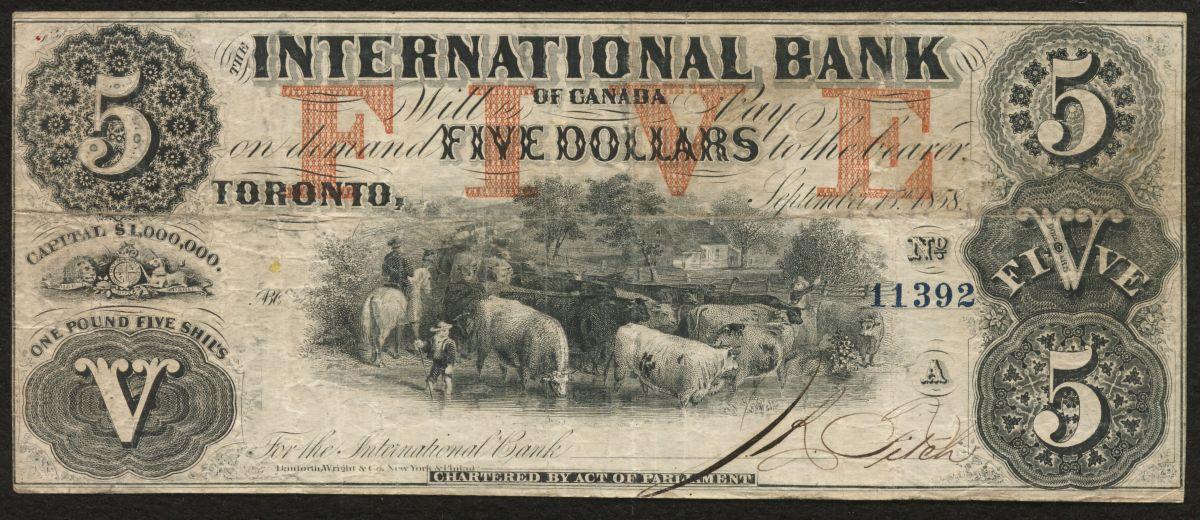 THE INTERNATIONAL BANK
OF CANADA
FIVE
Will Pay
on demand FIVE DOLLARS to the bearer.
TORONTO, September 15, 1858.
5
5
CAPITAL $1,000,000.
ONE POUND FIVE SHILS
V
No
11392
A
FIVE
V
5
For the International Bank
J. R. Fitch
Danforth, Wright & Co. New York & Philada
CHARTERED BY ACT OF PARLIAMENT